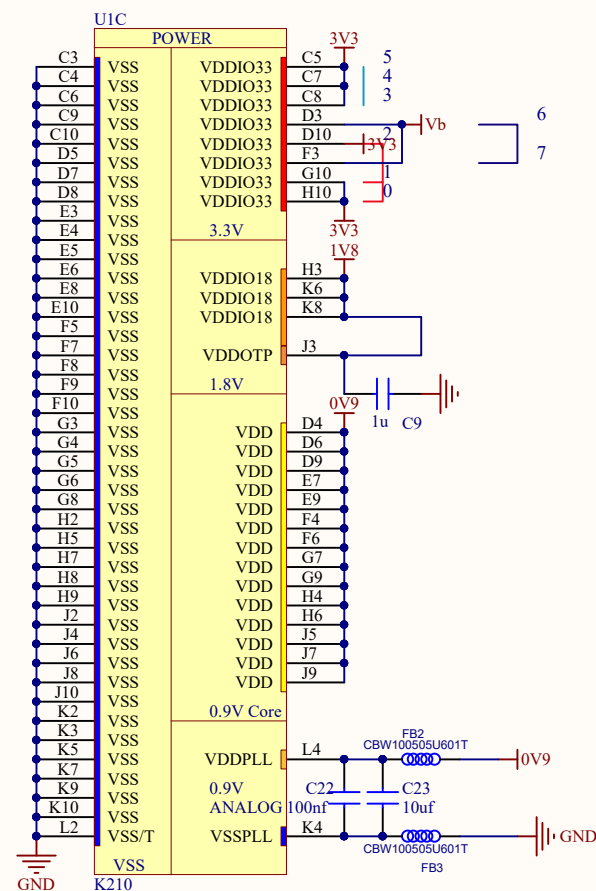 U1C
POWER
3V3
C3 VSS VDDIO33 C5 5
C4 VSS VDDIO33 C7 4
C6 VSS VDDIO33 C8 3
C9 VSS VDDIO33 D3 Vb 6
C10 VSS VDDIO33 D10 3V3 2
D5 VSS VDDIO33 F3 7
D7 VSS VDDIO33 G10 1
D8 VSS VDDIO33 H10 0
E3 VSS 3.3V 3V3
E4 VSS 1V8
E5 VSS
E6 VSS VDDIO18 H3
E8 VSS VDDIO18 K6
E10 VSS VDDIO18 K8
F5 VSS
F7 VSS VDDOTP J3
F8 VSS 1.8V
F9 VSS 1u C9
F10 VSS 0V9
G3 VSS VDD D4
G4 VSS VDD D6
G5 VSS VDD D9
G6 VSS VDD E7
G8 VSS VDD E9
H2 VSS VDD F4
H5 VSS VDD F6
H7 VSS VDD G7
H8 VSS VDD G9
H9 VSS VDD H4
J2 VSS VDD H6
J4 VSS VDD J5
J6 VSS VDD J7
J8 VSS VDD J9
J10 VSS
K2 VSS 0.9V Core
K3 VSS FB2
CBW100505U601T
K5 VSS VDDPLL L4 0V9
K7 VSS 0.9V C22 C23
K9 VSS ANALOG 100nf 10uf
K10 VSS
L2 VSS/T VSSPLL K4 GND
CBW100505U601T
VSS FB3
GND K210